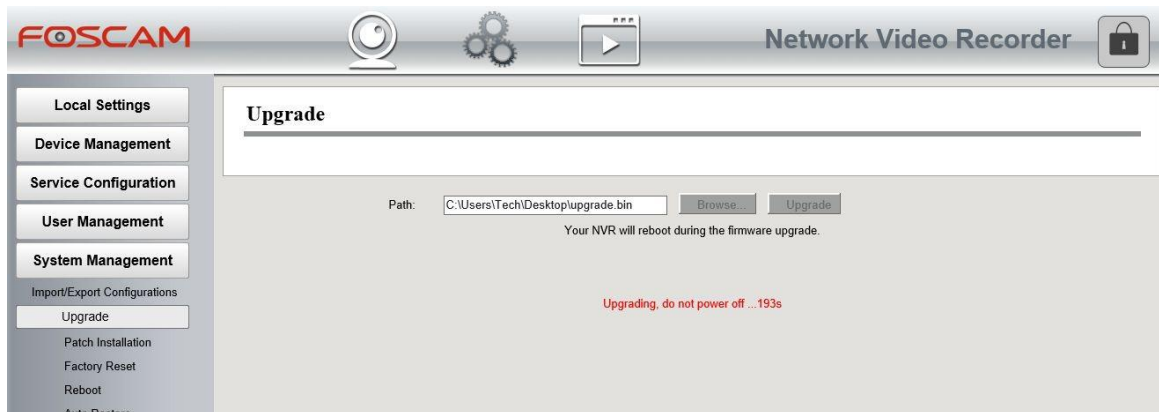 FOSCAM
Network Video Recorder
Local Settings
Device Management
Service Configuration
User Management
System Management
Import/Export Configurations
Upgrade
Patch Installation
Factory Reset
Reboot
Upgrade
Path: C:\Users\Tech\Desktop\upgrade.bin Browse... Upgrade
Your NVR will reboot during the firmware upgrade.
Upgrading, do not power off ...193s